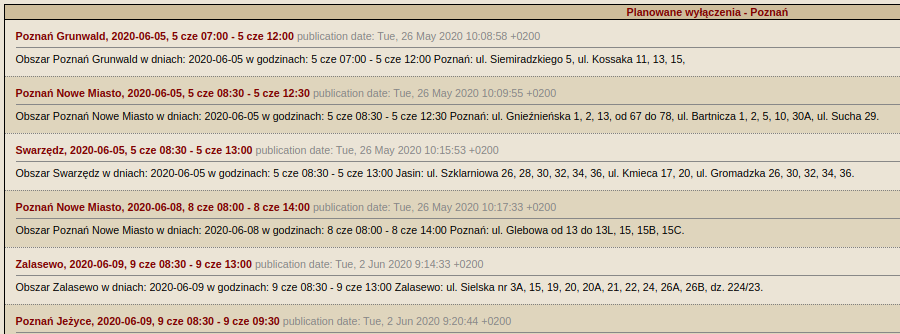 Planowane wyłączenia - Poznań
Poznań Grunwald, 2020-06-05, 5 cze 07:00 - 5 cze 12:00 publication date: Tue, 26 May 2020 10:08:58 +0200
Obszar Poznań Grunwald w dniach: 2020-06-05 w godzinach: 5 cze 07:00 - 5 cze 12:00 Poznań: ul. Siemiradzkiego 5, ul. Kossaka 11, 13, 15,
Poznań Nowe Miasto, 2020-06-05, 5 cze 08:30 - 5 cze 12:30 publication date: Tue, 26 May 2020 10:09:55 +0200
Obszar Poznań Nowe Miasto w dniach: 2020-06-05 w godzinach: 5 cze 08:30 - 5 cze 12:30 Poznań: ul. Gnieźnieńska 1, 2, 13, od 67 do 78, ul. Bartnicza 1, 2, 5, 10, 30A, ul. Sucha 29.
Swarzędz, 2020-06-05, 5 cze 08:30 - 5 cze 13:00 publication date: Tue, 26 May 2020 10:15:53 +0200
Obszar Swarzędz w dniach: 2020-06-05 w godzinach: 5 cze 08:30 - 5 cze 13:00 Jasin: ul. Szklarniowa 26, 28, 30, 32, 34, 36, ul. Kmieca 17, 20, ul. Gromadzka 26, 30, 32, 34, 36.
Poznań Nowe Miasto, 2020-06-08, 8 cze 08:00 - 8 cze 14:00 publication date: Tue, 26 May 2020 10:17:33 +0200
Obszar Poznań Nowe Miasto w dniach: 2020-06-08 w godzinach: 8 cze 08:00 - 8 cze 14:00 Poznań: ul. Glebowa od 13 do 13L, 15, 15B, 15C.
Zalasewo, 2020-06-09, 9 cze 08:30 - 9 cze 13:00 publication date: Tue, 2 Jun 2020 9:14:33 +0200
Obszar Zalasewo w dniach: 2020-06-09 w godzinach: 9 cze 08:30 - 9 cze 13:00 Zalasewo: ul. Sielska nr 3A, 15, 19, 20, 20A, 21, 22, 24, 26A, 26B, dz. 224/23.
Poznań Jeżyce, 2020-06-09, 9 cze 08:30 - 9 cze 09:30 publication date: Tue, 2 Jun 2020 9:20:44 +0200